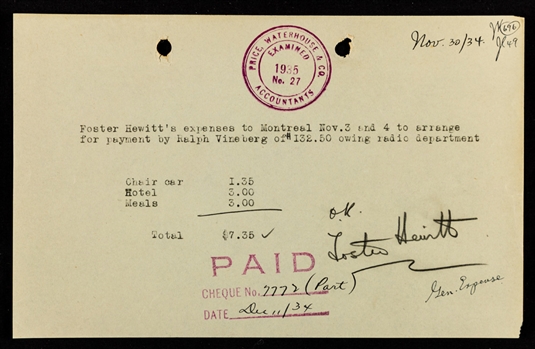 Nov. 30/34.
JK696
J649
PRICE, WATERHOUSE & CO.
EXAMINED
1935
No. 27
ACCOUNTANTS
Foster Hewitt's expenses to Montreal Nov.3 and 4 to arrange
for payment by Ralph Vineberg of $132.50 owing radio department
Chair car 1.35
Hotel 3.00
Meals 3.00
Total $7.35 ✓
O.K.
Foster Hewitt
PAID
CHEQUE No. 7772 (Part)
DATE Dec 11/34
Gen. Expense